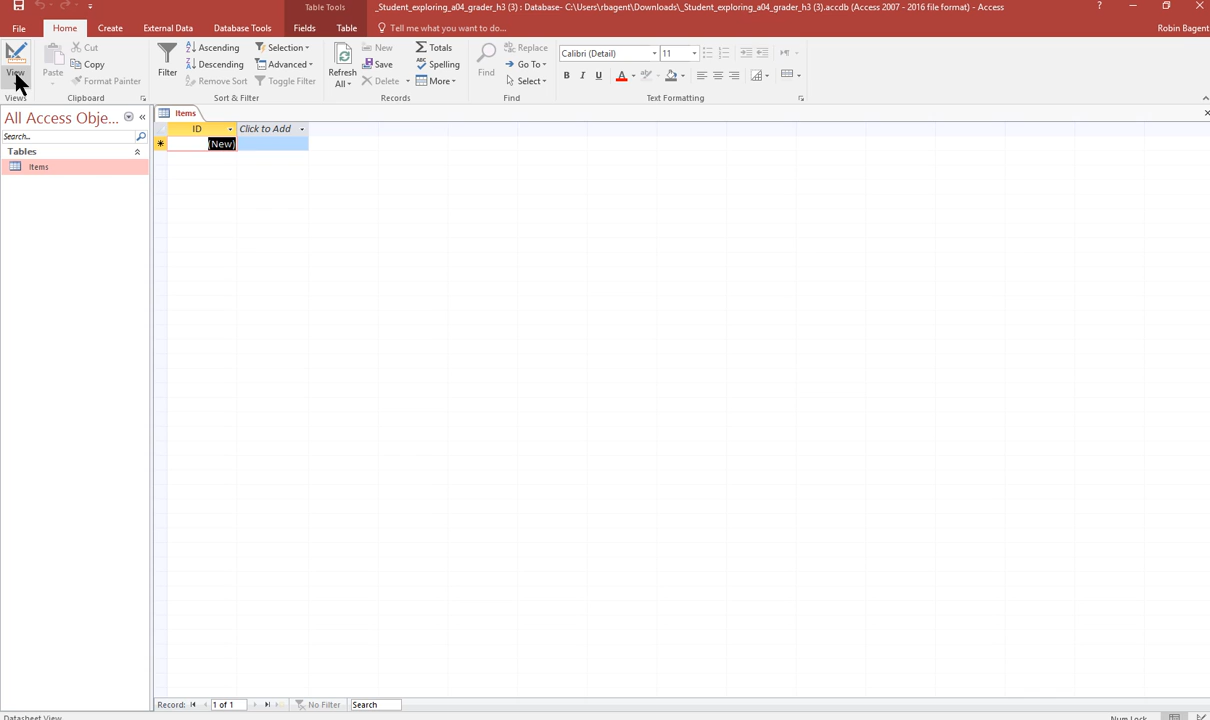 Table Tools
_Student_exploring_a04_grader_h3 (3) : Database- C:\Users\rbagent\Downloads\_Student_exploring_a04_grader_h3 (3).accdb (Access 2007 - 2016 file format) - Access
?
File Home Create External Data Database Tools Fields Table Tell me what you want to do... Robin Bagent
View
Views
Paste
Cut
Copy
Format Painter
Clipboard
Filter
Ascending
Descending
Remove Sort
Selection
Advanced
Toggle Filter
Sort & Filter
Refresh All
New
Save
Delete
Totals
Spelling
More
Records
Find
Replace
Go To
Select
Find
Calibri (Detail) 11
B I U A
Text Formatting
All Access Obje... «
Search...
Tables
Items
Items
ID Click to Add
(New)
Record: 1 of 1 No Filter Search
Datasheet View Num Lock